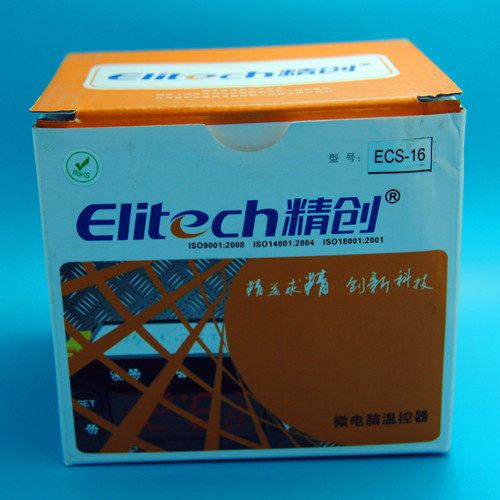 Elitech精创
RoHS
型号: ECS-16
Elitech精创®
ISO9001:2008 ISO14001:2004 ISO18001:2001
精益求精 创新科技
SET
微电脑温控器